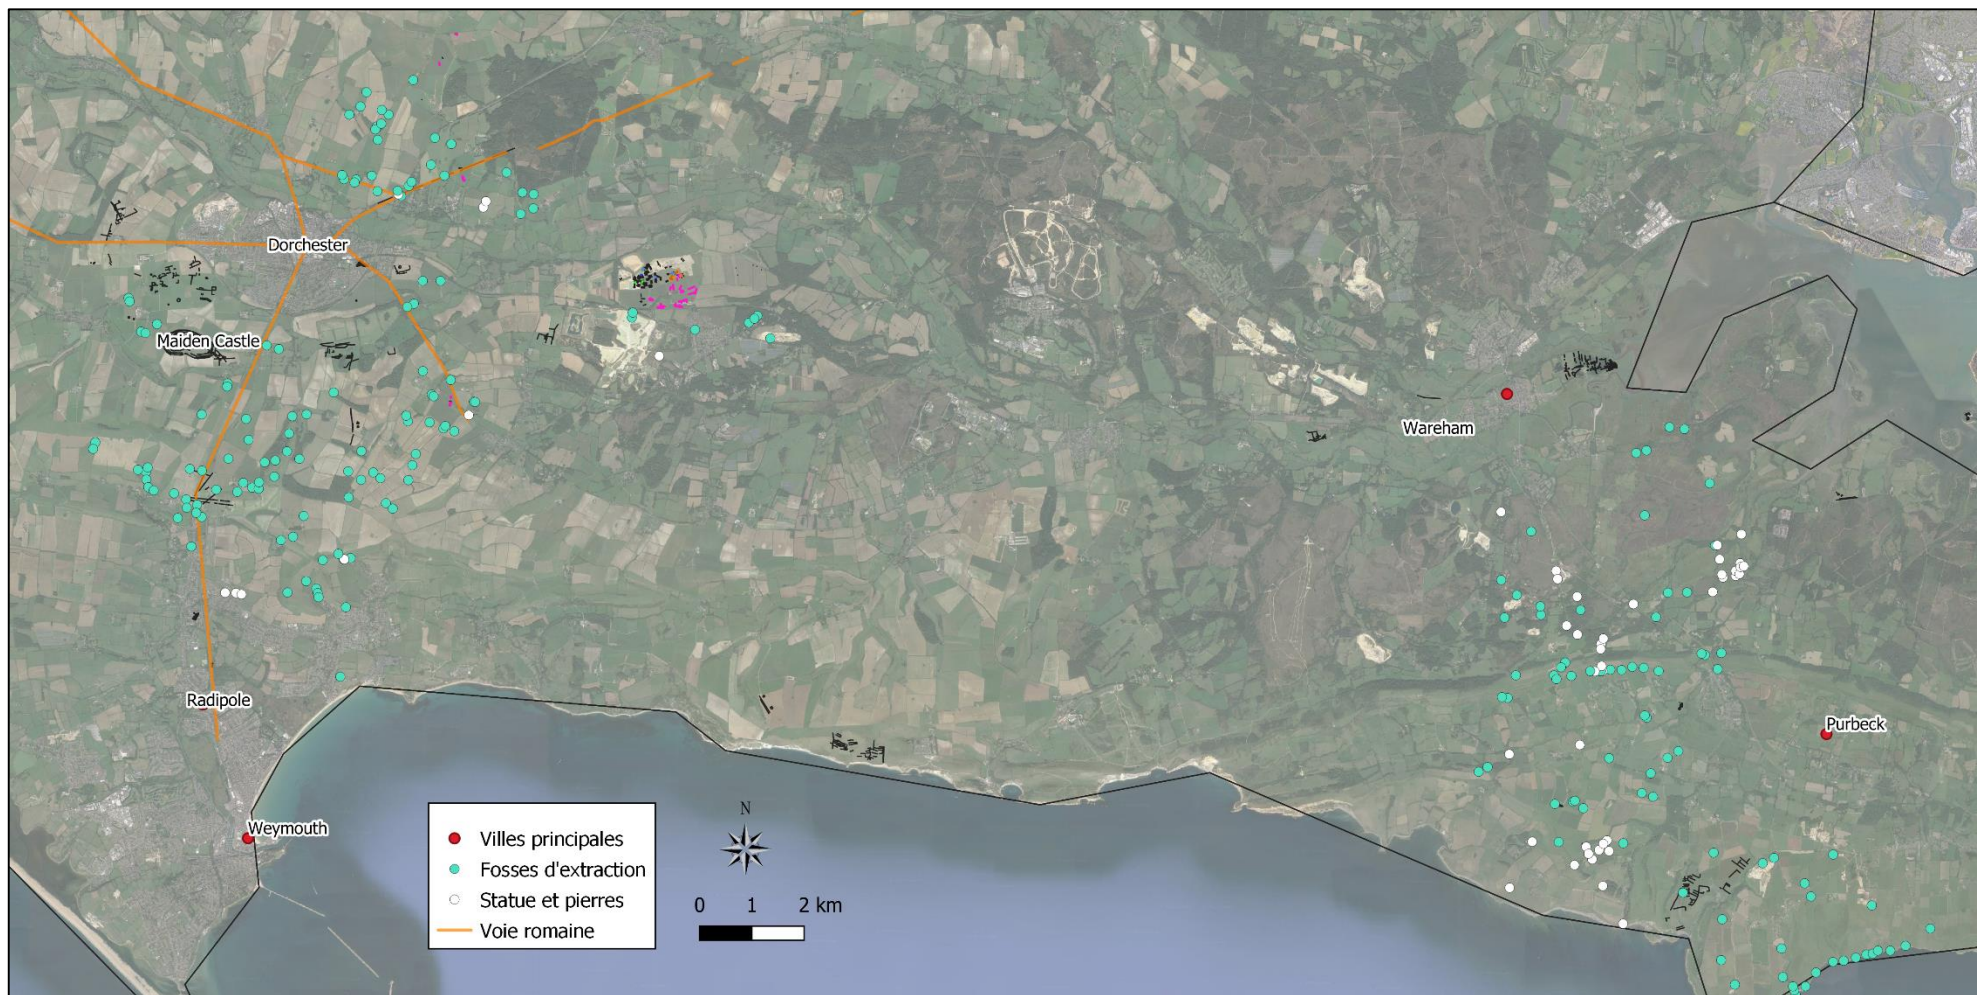 Dorchester
Maiden Castle
Wareham
Radipole
Purbeck
Weymouth
Villes principales
Fosses d'extraction
Statue et pierres
Voie romaine
N
0 1 2 km